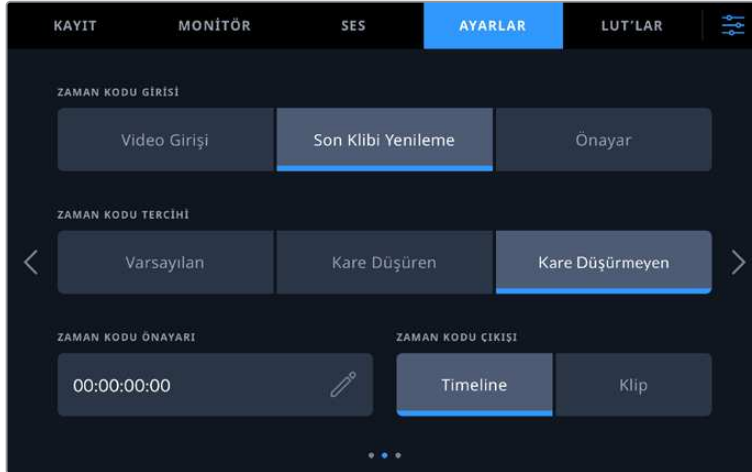 KAYIT MONİTÖR SES AYARLAR LUT'LAR
ZAMAN KODU GİRİSİ
Video Girişi Son Klibi Yenileme Önayar
ZAMAN KODU TERCİHİ
Varsayılan Kare Düşüren Kare Düşürmeyen
ZAMAN KODU ÖNAYARI ZAMAN KODU ÇIKIŞI
00:00:00:00 Timeline Klip